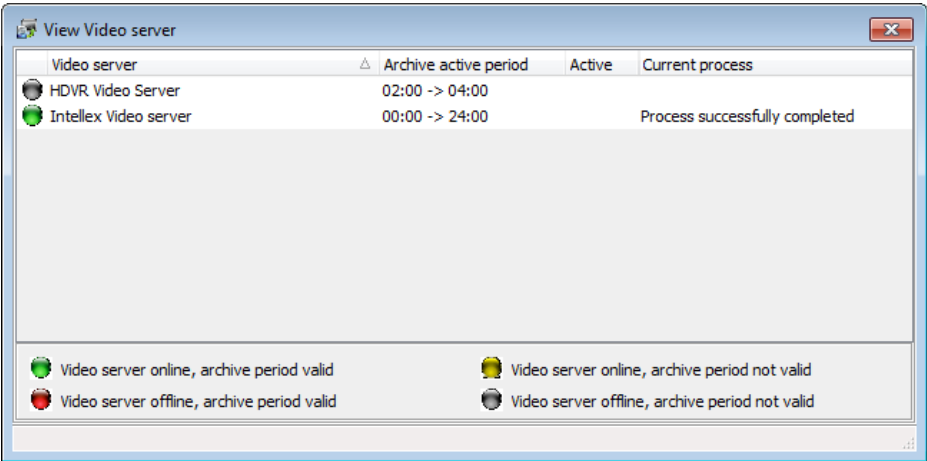 View Video server
Video server Archive active period Active Current process
HDVR Video Server 02:00 -> 04:00
Intellex Video server 00:00 -> 24:00 Process successfully completed
Video server online, archive period valid Video server online, archive period not valid
Video server offline, archive period valid Video server offline, archive period not valid